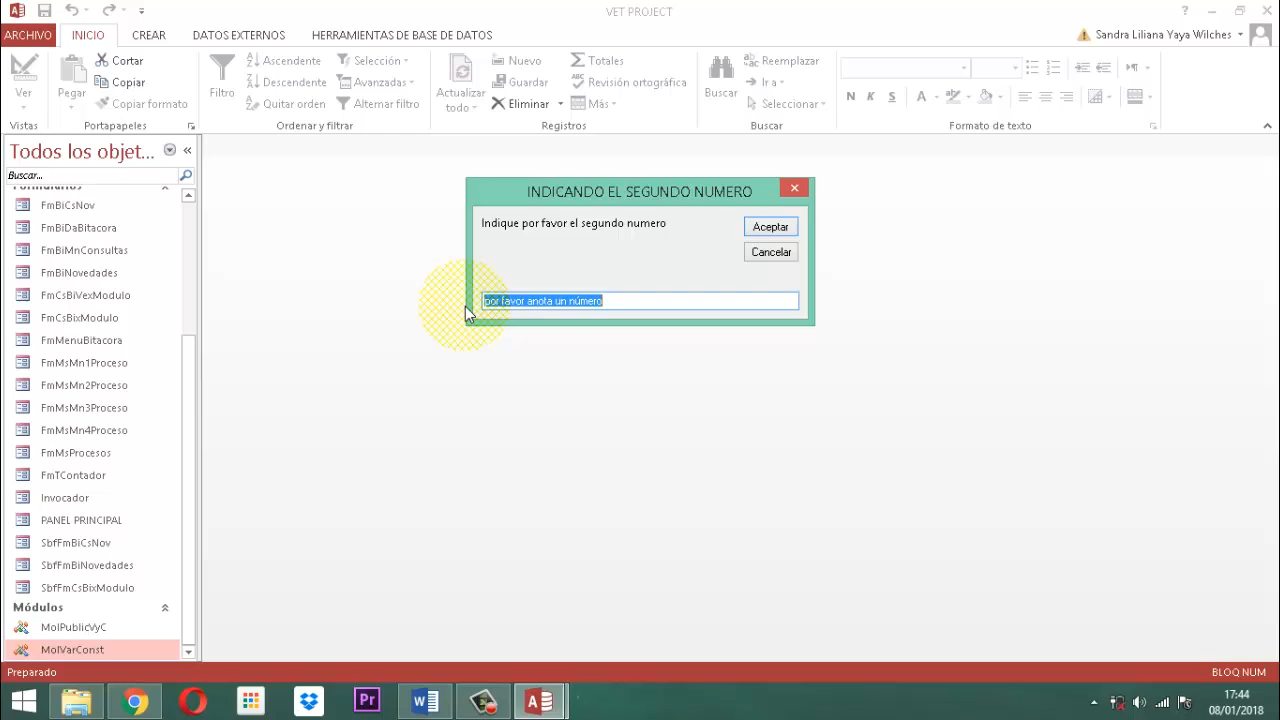 VET PROJECT
ARCHIVO INICIO CREAR DATOS EXTERNOS HERRAMIENTAS DE BASE DE DATOS Sandra Liliana Yaya Wilches
Ver
Vistas
Pegar
Cortar
Copiar
Copiar formato
Portapapeles
Filtro
Ascendente
Descendente
Quitar or
Selección
Avanzadas
rnar filtro
Ordenar y filtrar
Actualizar
todo
Nuevo
Guardar
Eliminar
Totales
Revisión ortográfica
Más
Registros
Buscar
Reemplazar
Ir a
Seleccionar
Buscar
N K S A
Formato de texto
Todos los objet...
Buscar...
Formularios
FmBiCsNov
FmBiDaBitacora
FmBiMnConsultas
FmBiNovedades
FmCsBiVexModulo
FmCsBixModulo
FmMenuBitacora
FmMsMn1Proceso
FmMsMn2Proceso
FmMsMn3Proceso
FmMsMn4Proceso
FmMsProcesos
FmTContador
Invocador
PANEL PRINCIPAL
SbfFmBiCsNov
SbfFmBiNovedades
SbfFmCsBixModulo
Módulos
MolPublicVyC
MolVarConst
INDICANDO EL SEGUNDO NUMERO
Indique por favor el segundo numero
Aceptar
Cancelar
por favor anota un número
Preparado
BLOQ NUM
Pr
17:44
08/01/2018